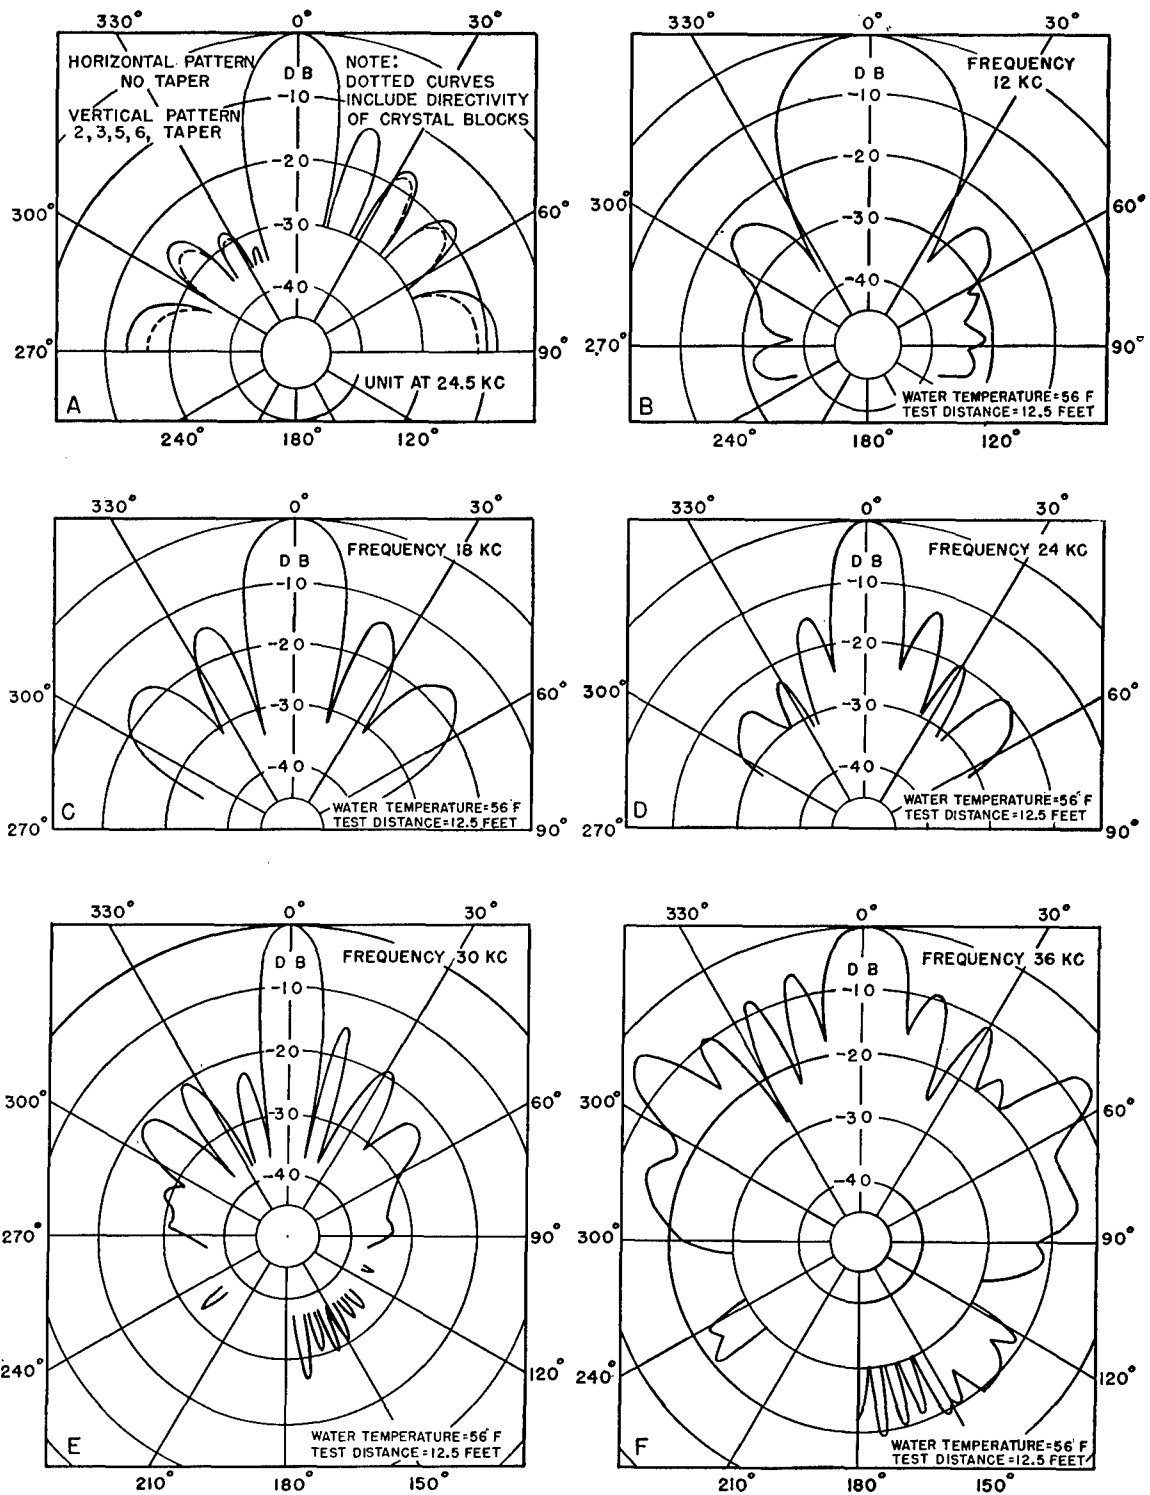 330° 0° 30°
HORIZONTAL PATTERN
NO TAPER
VERTICAL PATTERN
2, 3, 5, 6, TAPER
DB
NOTE:
DOTTED CURVES
INCLUDE DIRECTIVITY
OF CRYSTAL BLOCKS
-10
-20
-30
-40
300° 60°
270° 90°
UNIT AT 24.5 KC
A
240° 180° 120°
330° 0° 30°
DB
FREQUENCY
12 KC
-10
-20
-30
-40
300° 60°
270° 90°
WATER TEMPERATURE=56 F
TEST DISTANCE=12.5 FEET
B
240° 180° 120°
330° 0° 30°
FREQUENCY 18 KC
DB
-10
-20
-30
-40
300° 60°
WATER TEMPERATURE=56°F
TEST DISTANCE=12.5 FEET
C
270° 90°
330° 0° 30°
FREQUENCY 24 KC
DB
-10
-20
-30
-40
300° 60°
WATER TEMPERATURE=56°F
TEST DISTANCE=12.5 FEET
D
270° 90°
330° 0° 30°
FREQUENCY 30 KC
DB
-10
-20
-30
-40
300° 60°
270° 90°
240° 120°
WATER TEMPERATURE=56°F
TEST DISTANCE=12.5 FEET
E
210° 180° 150°
330° 0° 30°
FREQUENCY 36 KC
DB
-10
-20
-30
-40
300° 60°
300 90°
240° 120°
WATER TEMPERATURE=56°F
TEST DISTANCE=12.5 FEET
F
210° 180° 150°